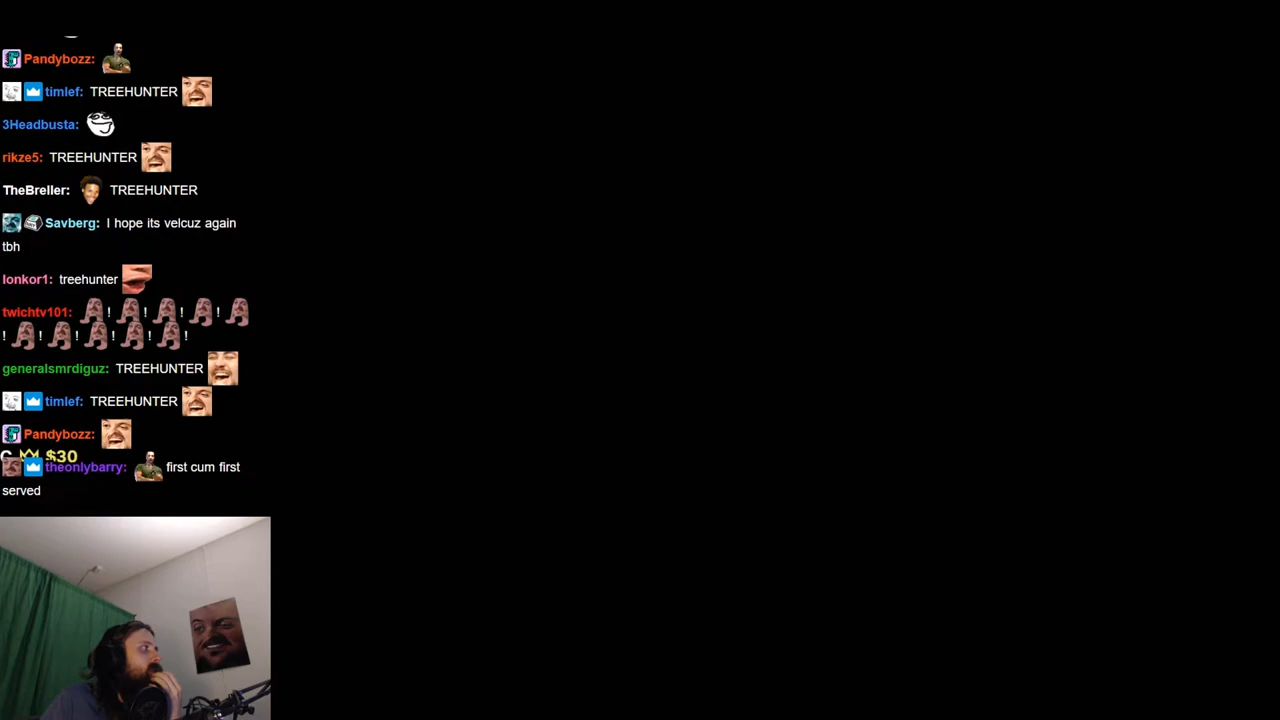 Pandybozz:
timlef: TREEHUNTER
3Headbusta:
rikze5: TREEHUNTER
TheBreller: TREEHUNTER
Savberg: I hope its velcuz again
tbh
lonkor1: treehunter
twichtv101: ! ! ! !
! ! ! ! ! !
generalsmrdiguz: TREEHUNTER
timlef: TREEHUNTER
Pandybozz:
$30
theonlybarry: first cum first
served